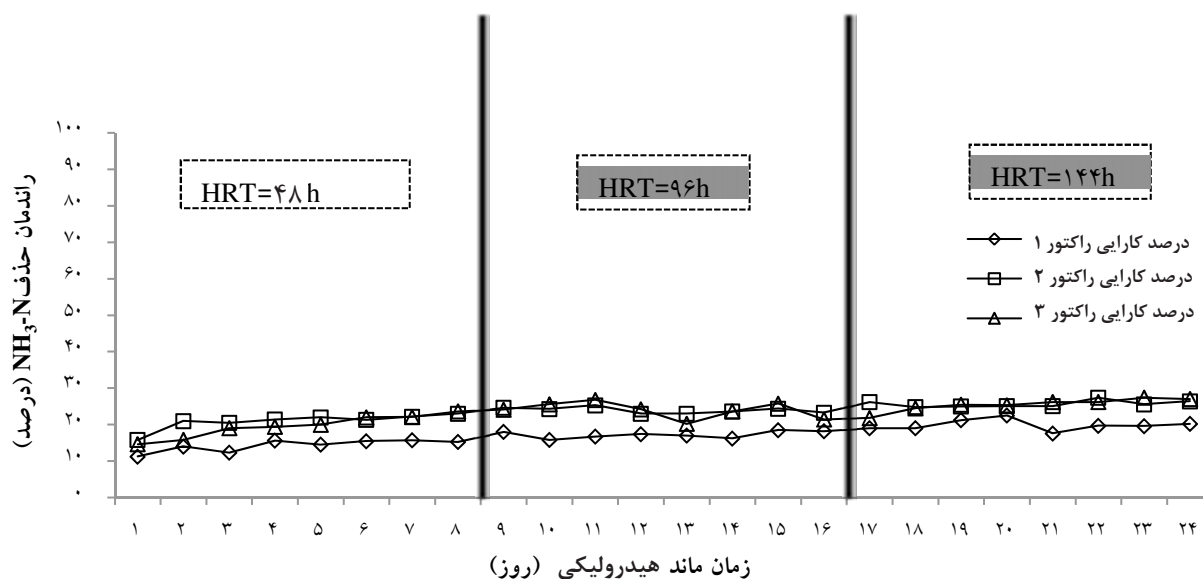 راندمان حذف NH3-N (درصد)
۱۰۰
۹۰
۸۰
۷۰
۶۰
۵۰
۴۰
۳۰
۲۰
۱۰
۰
HRT=۴۸h
HRT=۹۶h
HRT=۱۴۴h
درصد کارایی راکتور ۱
درصد کارایی راکتور ۲
درصد کارایی راکتور ۳
۱ ۲ ۳ ۴ ۵ ۶ ۷ ۸ ۹ ۱۰ ۱۱ ۱۲ ۱۳ ۱۴ ۱۵ ۱۶ ۱۷ ۱۸ ۱۹ ۲۰ ۲۱ ۲۲ ۲۳ ۲۴
زمان ماند هیدرولیکی (روز)